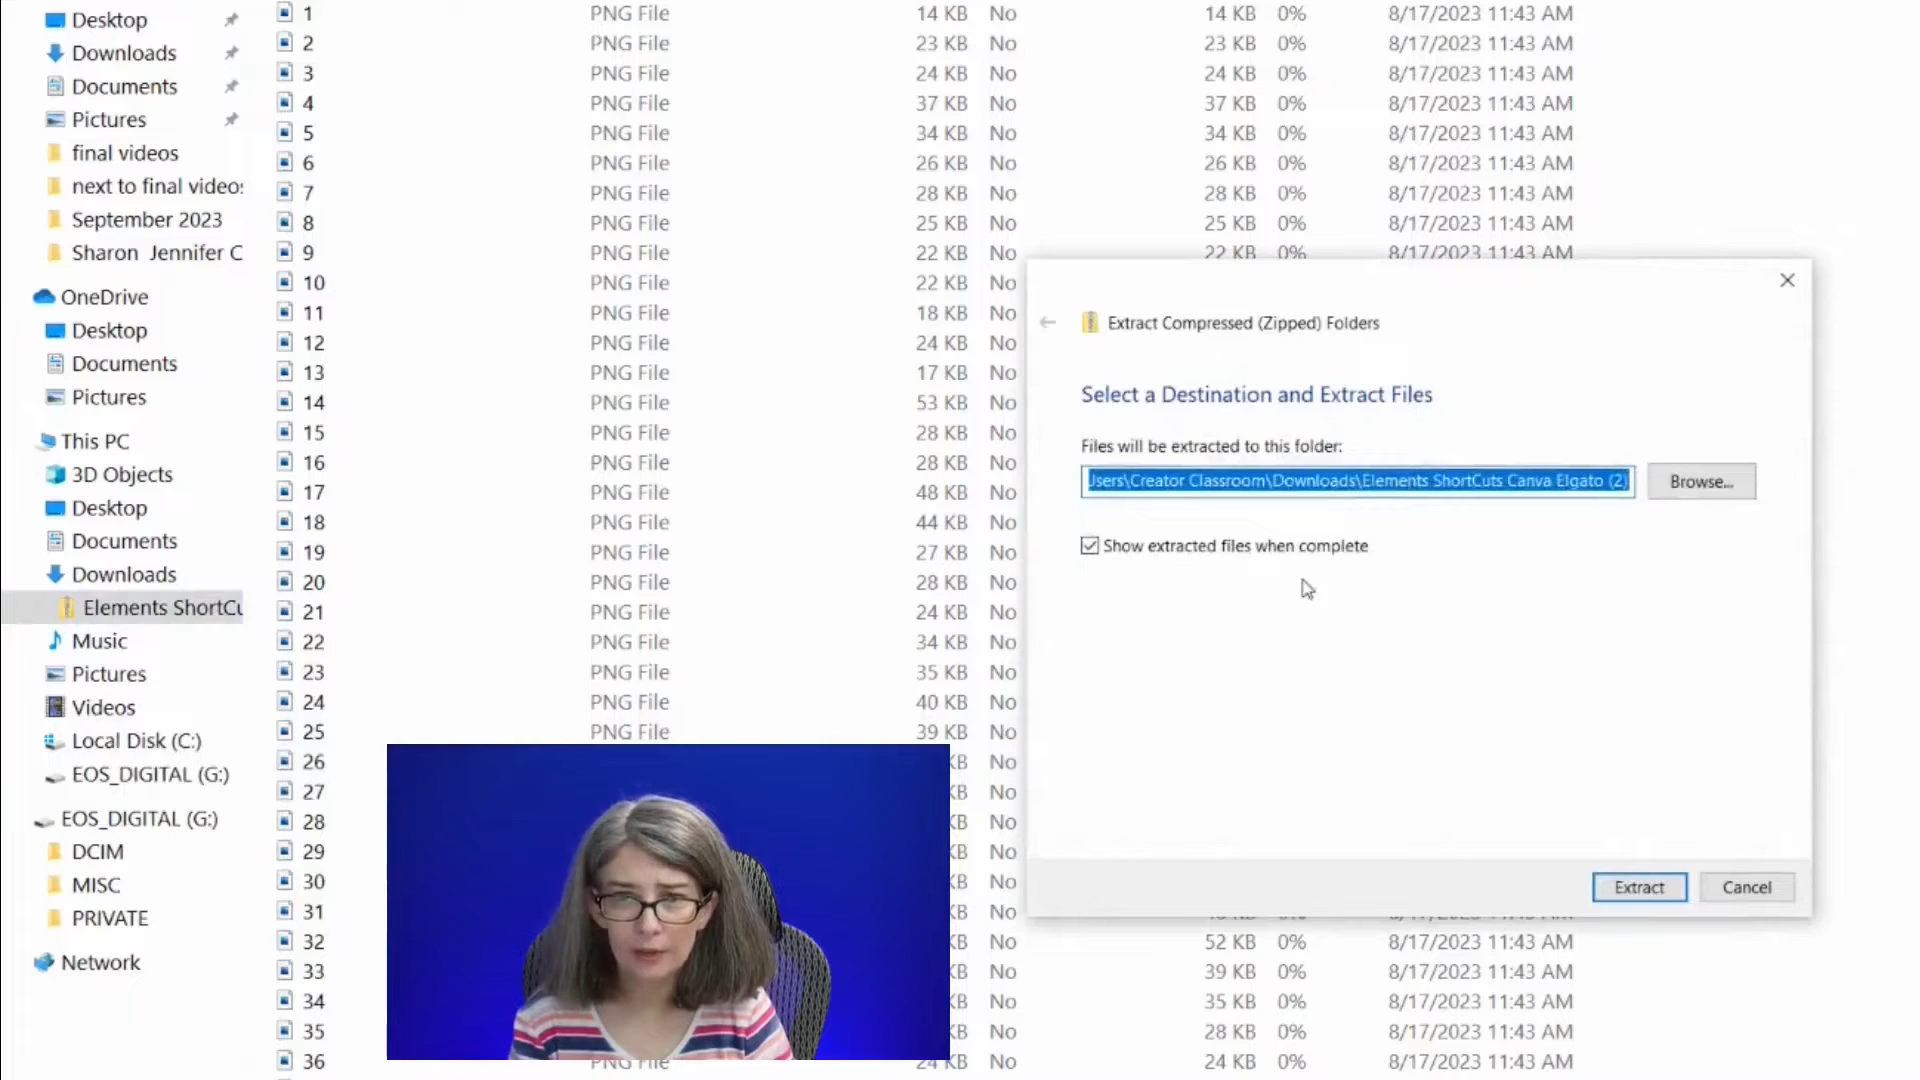 Desktop
Downloads
Documents
Pictures
final videos
next to final videos
September 2023
Sharon Jennifer C
OneDrive
Desktop
Documents
Pictures
This PC
3D Objects
Desktop
Documents
Downloads
Elements ShortCu
Music
Pictures
Videos
Local Disk (C:)
EOS_DIGITAL (G:)
EOS_DIGITAL (G:)
DCIM
MISC
PRIVATE
Network
1 PNG File 14 KB No 14 KB 0% 8/17/2023 11:43 AM
2 PNG File 23 KB No 23 KB 0% 8/17/2023 11:43 AM
3 PNG File 24 KB No 24 KB 0% 8/17/2023 11:43 AM
4 PNG File 37 KB No 37 KB 0% 8/17/2023 11:43 AM
5 PNG File 34 KB No 34 KB 0% 8/17/2023 11:43 AM
6 PNG File 26 KB No 26 KB 0% 8/17/2023 11:43 AM
7 PNG File 28 KB No 28 KB 0% 8/17/2023 11:43 AM
8 PNG File 25 KB No 25 KB 0% 8/17/2023 11:43 AM
9 PNG File 22 KB No 22 KB 0% 8/17/2023 11:43 AM
10 PNG File 22 KB No
11 PNG File 18 KB No
12 PNG File 24 KB No
13 PNG File 17 KB No
14 PNG File 53 KB No
15 PNG File 28 KB No
16 PNG File 28 KB No
17 PNG File 48 KB No
18 PNG File 44 KB No
19 PNG File 27 KB No
20 PNG File 28 KB No
21 PNG File 24 KB No
22 PNG File 34 KB No
23 PNG File 35 KB No
24 PNG File 40 KB No
25 PNG File 39 KB No
26 KB No
27 KB No
28 KB No
29 KB No
30 KB No
31 KB No
32 KB No 52 KB 0% 8/17/2023 11:43 AM
33 KB No 39 KB 0% 8/17/2023 11:43 AM
34 KB No 35 KB 0% 8/17/2023 11:43 AM
35 KB No 28 KB 0% 8/17/2023 11:43 AM
36 PNG File 24 KB No 24 KB 0% 8/17/2023 11:43 AM
Extract Compressed (Zipped) Folders
Select a Destination and Extract Files
Files will be extracted to this folder:
Users\Creator Classroom\Downloads\Elements ShortCuts Canva Elgato (2)
Browse...
Show extracted files when complete
Extract Cancel